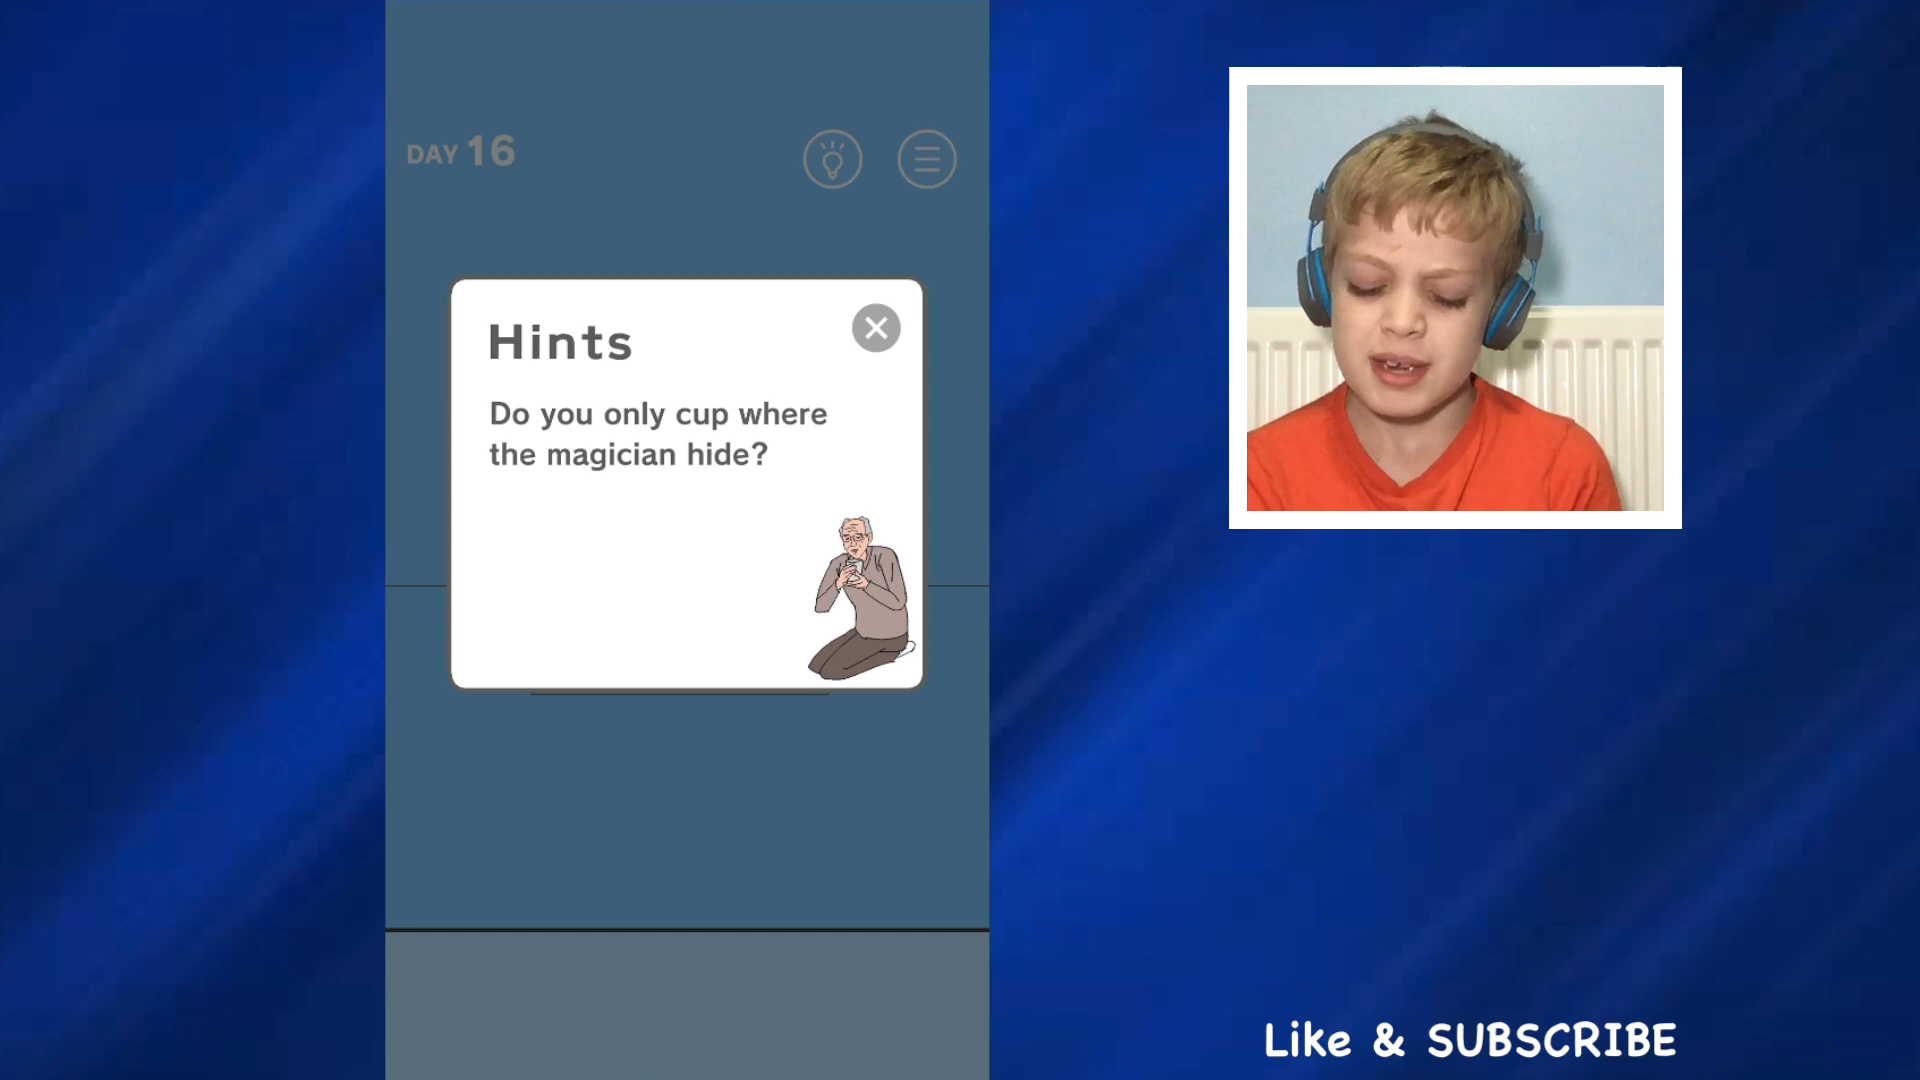 DAY 16
Hints
Do you only cup where
the magician hide?
Like & SUBSCRIBE